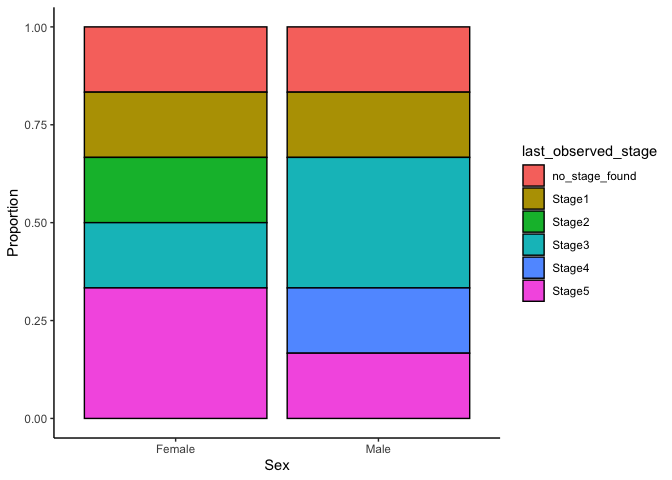 1.00
0.75
0.50
0.25
0.00
Proportion
Female
Male
Sex
last_observed_stage
no_stage_found
Stage1
Stage2
Stage3
Stage4
Stage5